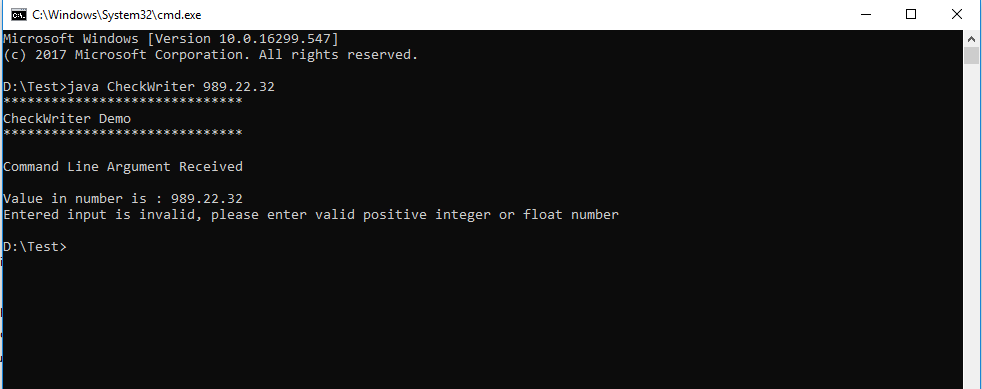 C:\Windows\System32\cmd.exe
Microsoft Windows [Version 10.0.16299.547]
(c) 2017 Microsoft Corporation. All rights reserved.
D:\Test>java CheckWriter 989.22.32
******************************
CheckWriter Demo
******************************
Command Line Argument Received
Value in number is : 989.22.32
Entered input is invalid, please enter valid positive integer or float number
D:\Test>